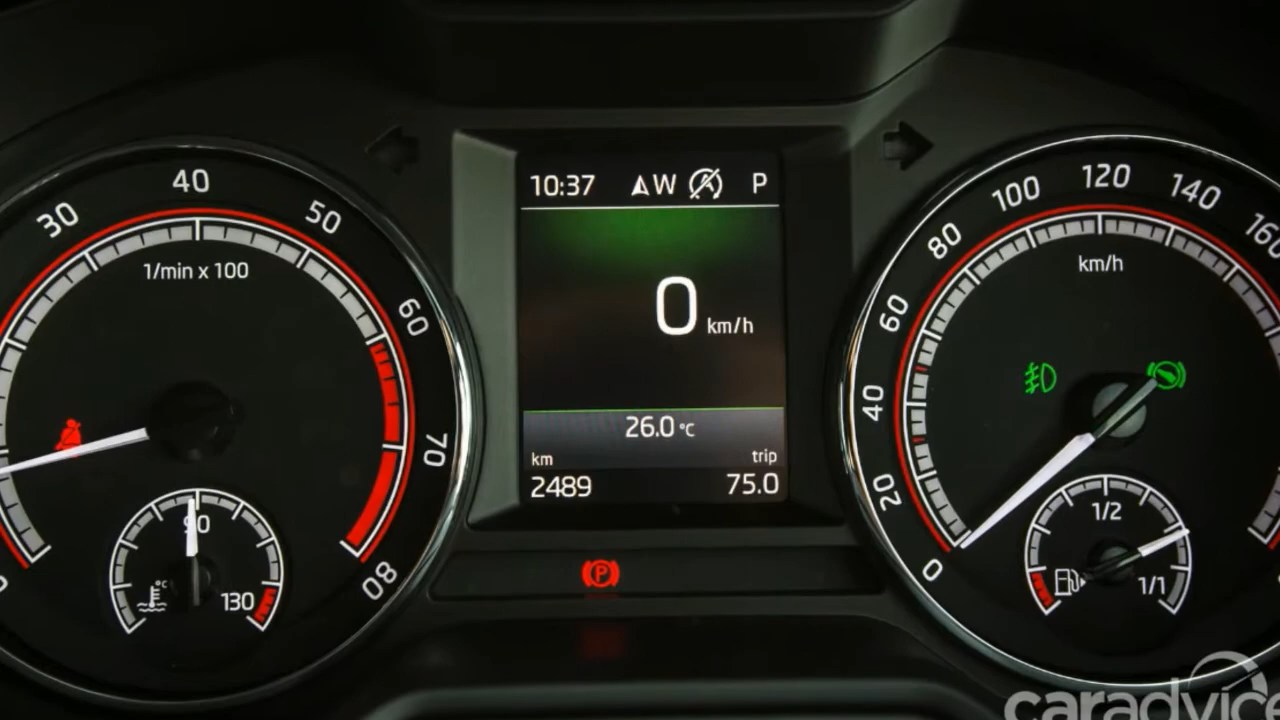 30
40
50
60
70
80
1/min x 100
90
°C
130
10:37 W P
0 km/h
26.0 °C
km trip
2489 75.0
P
0
20
40
60
80
100
120
140
160
km/h
1/2
1/1
caradvice